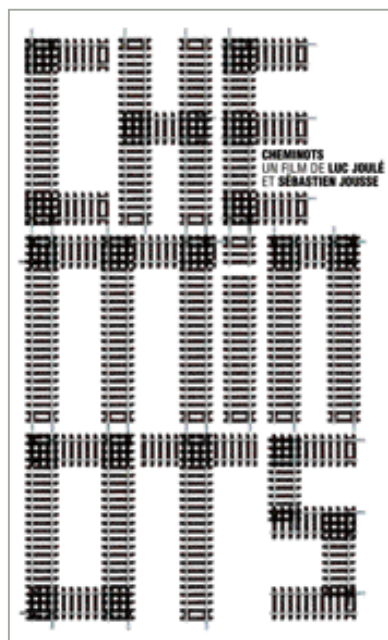 CHE
CHEMINOTS
UN FILM DE LUC JOULÉ
ET SÉBASTIEN JOUSSE
min
OTS